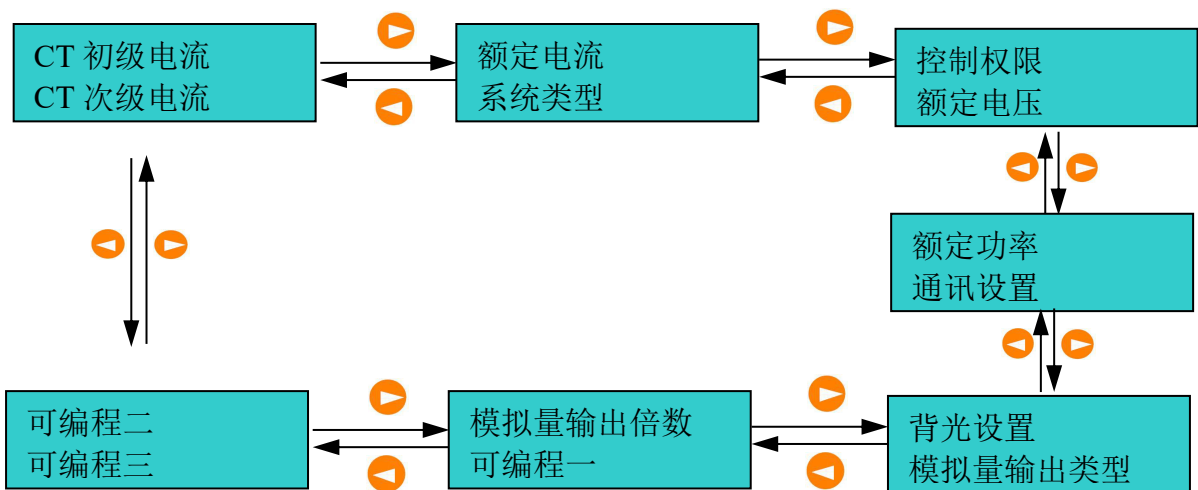 CT 初级电流
CT 次级电流
额定电流
系统类型
控制权限
额定电压
额定功率
通讯设置
可编程二
可编程三
模拟量输出倍数
可编程一
背光设置
模拟量输出类型